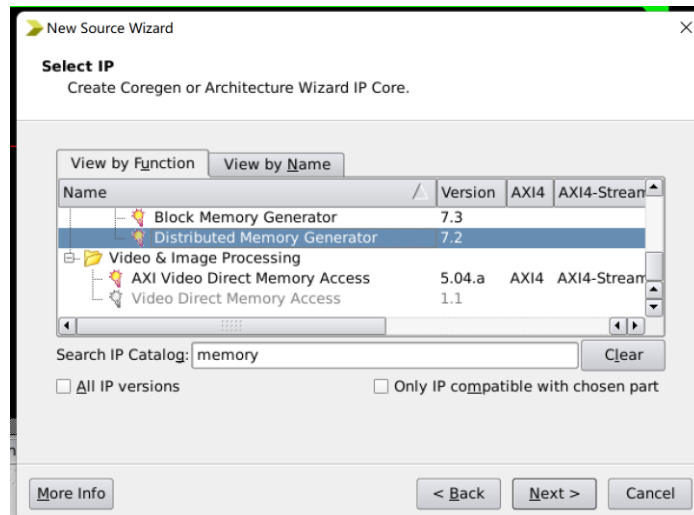 New Source Wizard
Select IP
Create Coregen or Architecture Wizard IP Core.
View by Function View by Name
Name Version AXI4 AXI4-Stream
Block Memory Generator 7.3
Distributed Memory Generator 7.2
Video & Image Processing
AXI Video Direct Memory Access 5.04.a AXI4 AXI4-Stream
Video Direct Memory Access 1.1
Search IP Catalog: memory Clear
All IP versions Only IP compatible with chosen part
More Info < Back Next > Cancel